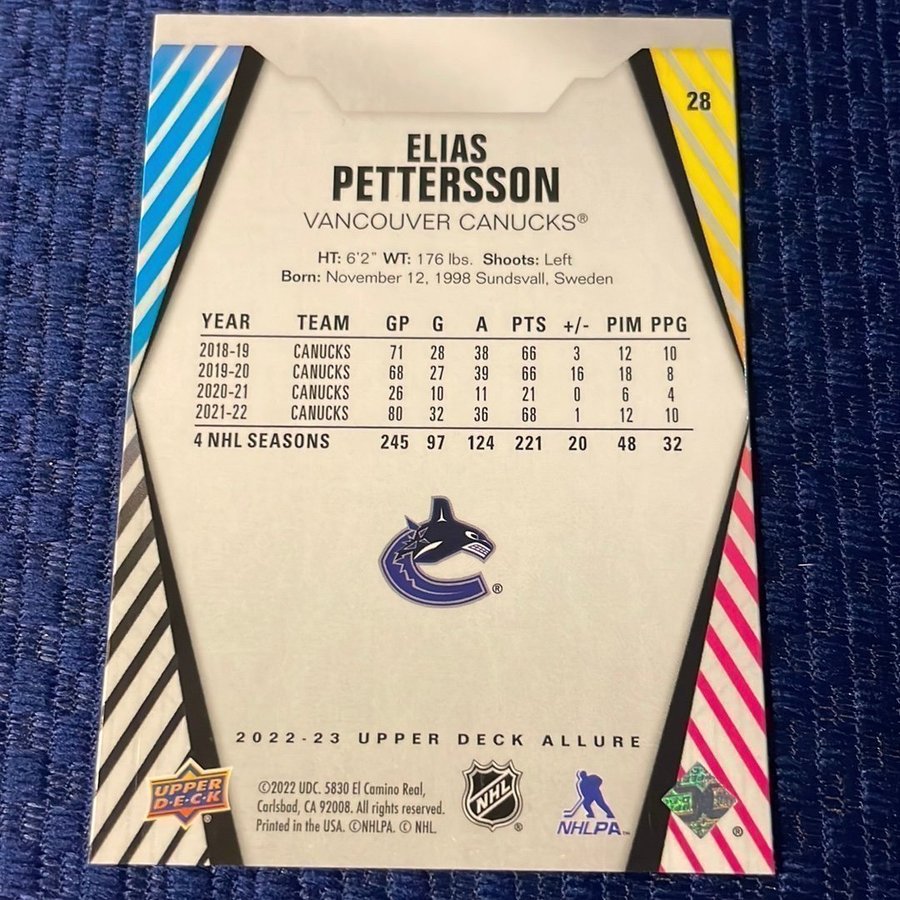 28
ELIAS
PETTERSSON
VANCOUVER CANUCKS®
HT: 6'2" WT: 176 lbs. Shoots: Left
Born: November 12, 1998 Sundsvall, Sweden
YEAR TEAM GP G A PTS +/- PIM PPG
2018-19 CANUCKS 71 28 38 66 3 12 10
2019-20 CANUCKS 68 27 39 66 16 18 8
2020-21 CANUCKS 26 10 11 21 0 6 4
2021-22 CANUCKS 80 32 36 68 1 12 10
4 NHL SEASONS 245 97 124 221 20 48 32
®
2022-23 UPPER DECK ALLURE
UPPER
DECK
®
©2022 UDC. 5830 El Camino Real,
Carlsbad, CA 92008. All rights reserved.
Printed in the USA. ©NHLPA. © NHL.
NHL
®
NHLPA™
®